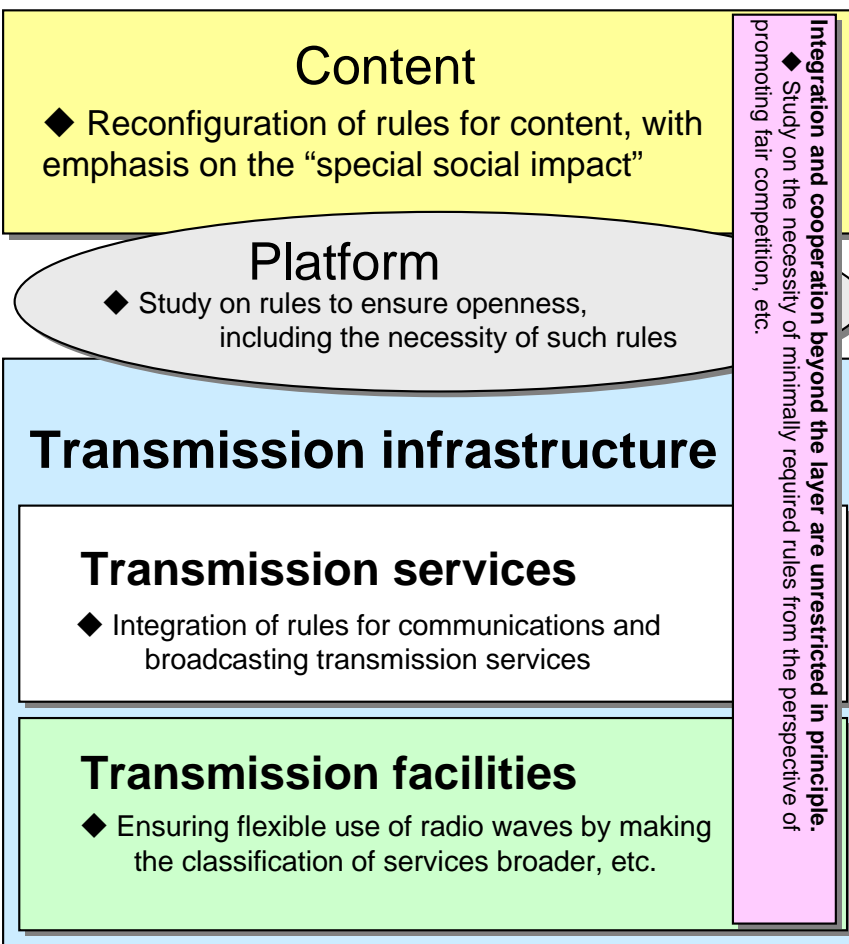 Content
◆ Reconfiguration of rules for content, with
emphasis on the “special social impact”
Platform
◆ Study on rules to ensure openness,
including the necessity of such rules
Transmission infrastructure
Transmission services
◆ Integration of rules for communications and
broadcasting transmission services
Transmission facilities
◆ Ensuring flexible use of radio waves by making
the classification of services broader, etc.
Integration and cooperation beyond the layer are unrestricted in principle.
◆ Study on the necessity of minimally required rules from the perspective of
promoting fair competition, etc.